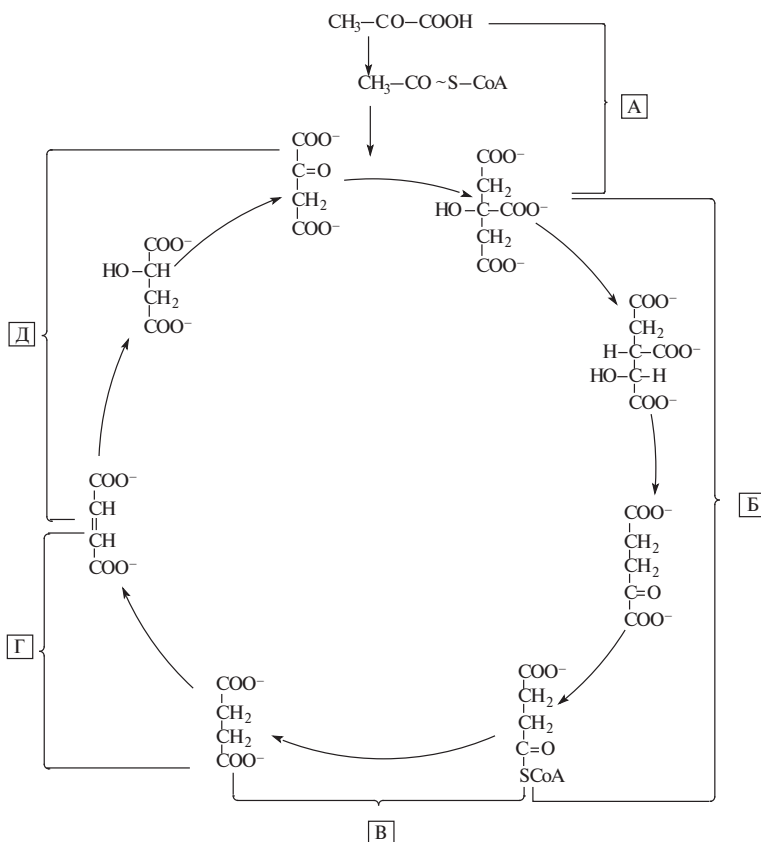 CH₃–CO–COOH
CH₃–CO ~S–CoA
А
COO⁻
C=O
CH₂
COO⁻
COO⁻
CH₂
HO–C–COO⁻
CH₂
COO⁻
COO⁻
HO–CH
CH₂
COO⁻
COO⁻
CH₂
H–C–COO⁻
HO–C–H
COO⁻
Д
COO⁻
CH
CH
COO⁻
COO⁻
CH₂
CH₂
C=O
COO⁻
Б
Г
COO⁻
CH₂
CH₂
COO⁻
COO⁻
CH₂
CH₂
C=O
SCoA
В